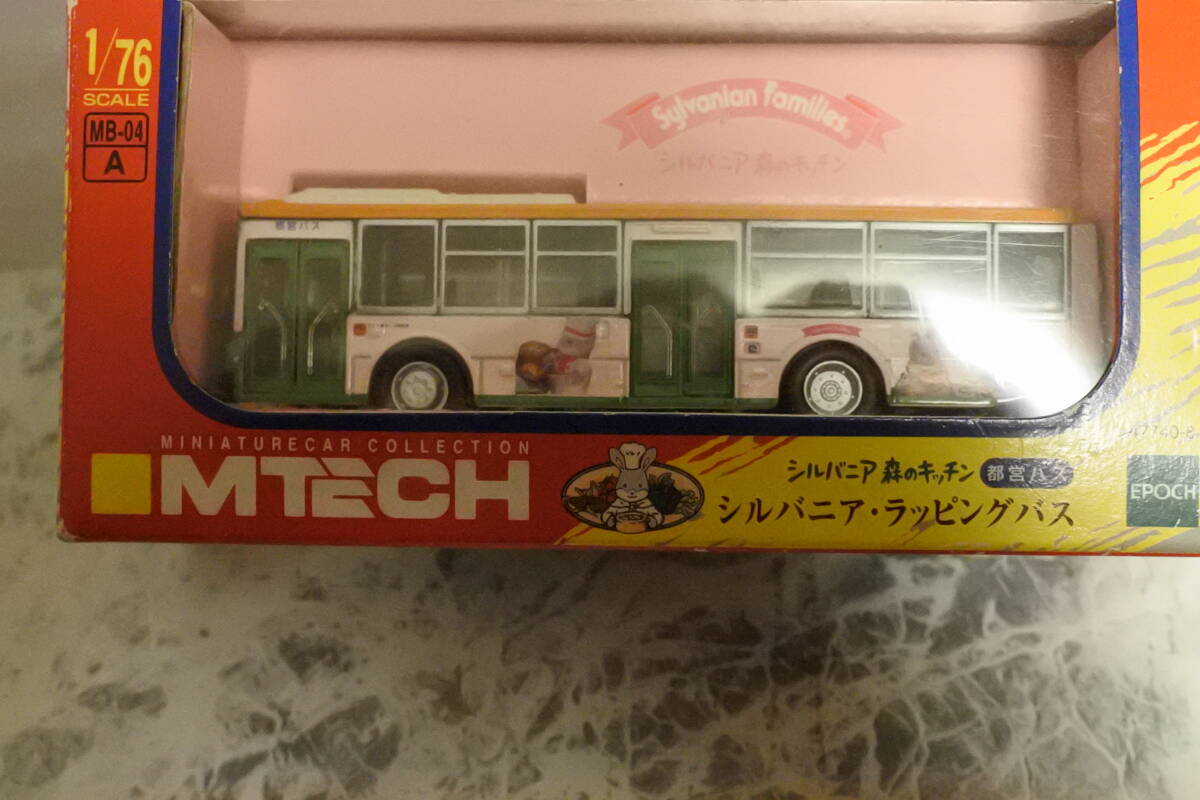 1/76
SCALE
MB-04
A
Sylvanian Families
シルバニア 森のキッチン
都営バス
MINIATURECAR COLLECTION
MTECH
シルバニア 森のキッチン 都営バス
シルバニア・ラッピングバス
EPOCH